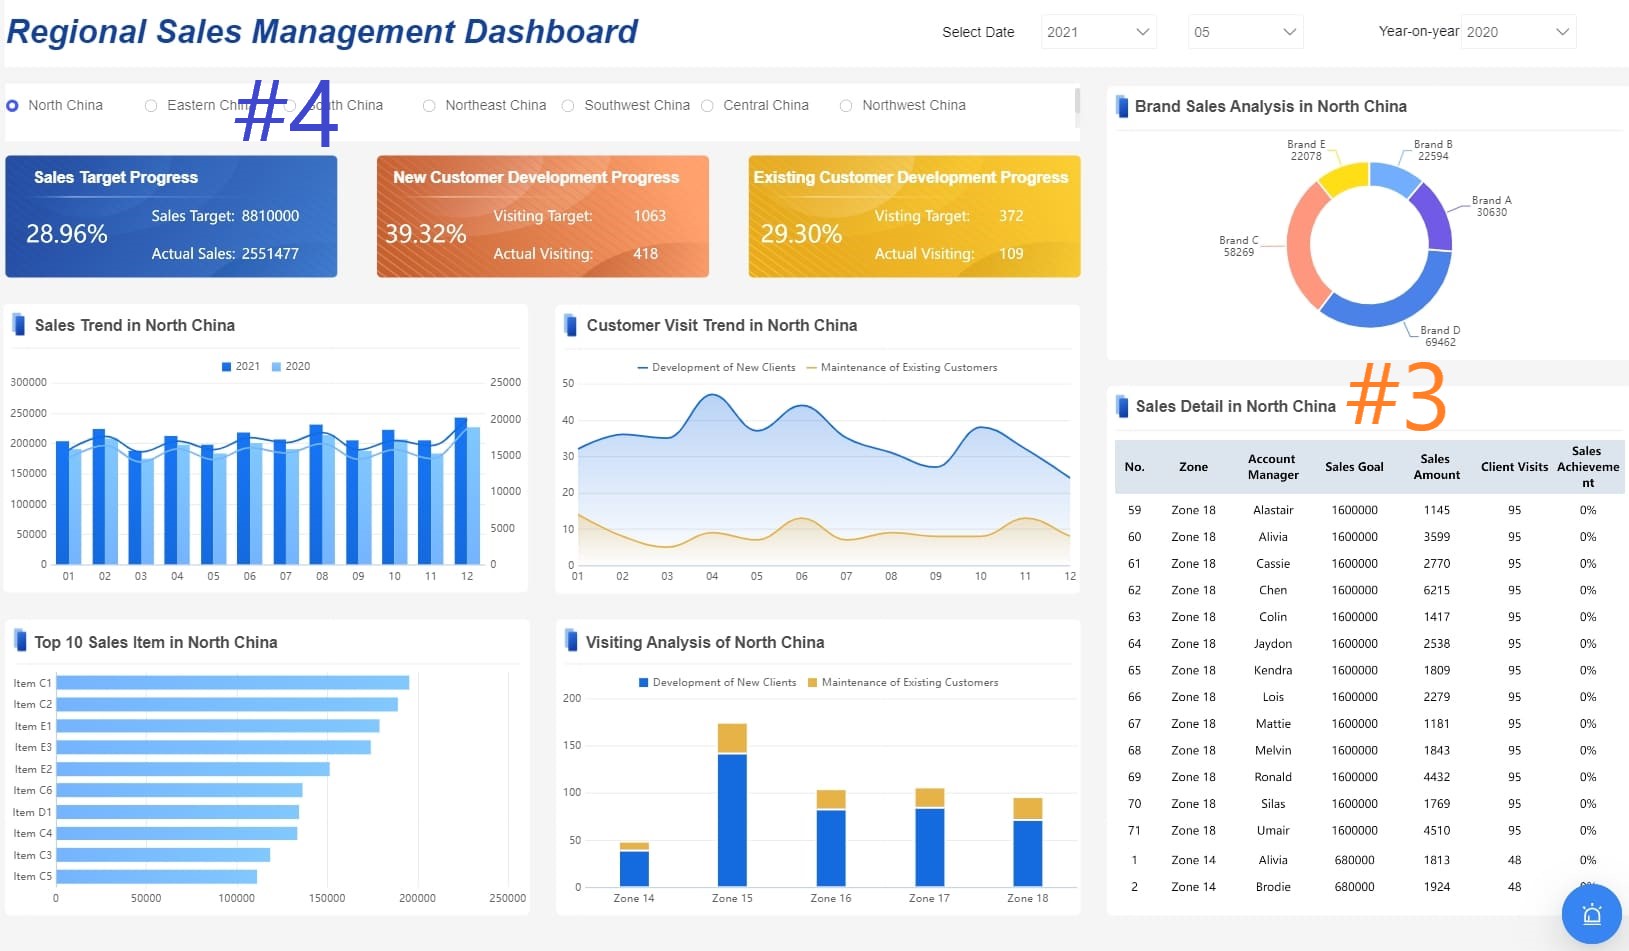 Regional Sales Management Dashboard
Select Date 2021 05 Year-on-year 2020
#4
North China Eastern China South China Northeast China Southwest China Central China Northwest China
Sales Target Progress
28.96%
Sales Target: 8810000
Actual Sales: 2551477
New Customer Development Progress
39.32%
Visiting Target: 1063
Actual Visiting: 418
Existing Customer Development Progress
29.30%
Visting Target: 372
Actual Visiting: 109
Brand Sales Analysis in North China
Brand E
22078
Brand B
22594
Brand A
30630
Brand C
58269
Brand D
69462
Sales Trend in North China
2021 2020
300000 25000
250000 20000
200000 15000
150000 10000
100000 5000
50000 0
0
01 02 03 04 05 06 07 08 09 10 11 12
Customer Visit Trend in North China
Development of New Clients Maintenance of Existing Customers
50
40
30
20
10
0
01 02 03 04 05 06 07 08 09 10 11 12
#3
Sales Detail in North China
No. Zone Account Manager Sales Goal Sales Amount Client Visits Sales Achieveme nt
59 Zone 18 Alastair 1600000 1145 95 0%
60 Zone 18 Alivia 1600000 3599 95 0%
61 Zone 18 Cassie 1600000 2770 95 0%
62 Zone 18 Chen 1600000 6215 95 0%
63 Zone 18 Colin 1600000 1417 95 0%
64 Zone 18 Jaydon 1600000 2538 95 0%
65 Zone 18 Kendra 1600000 1809 95 0%
66 Zone 18 Lois 1600000 2279 95 0%
67 Zone 18 Mattie 1600000 1181 95 0%
68 Zone 18 Melvin 1600000 1843 95 0%
69 Zone 18 Ronald 1600000 4432 95 0%
70 Zone 18 Silas 1600000 1769 95 0%
71 Zone 18 Umair 1600000 4510 95 0%
1 Zone 14 Alivia 680000 1813 48 0%
2 Zone 14 Brodie 680000 1924 48
Top 10 Sales Item in North China
Item C1
Item C2
Item E1
Item E3
Item E2
Item C6
Item D1
Item C4
Item C3
Item C5
0 50000 100000 150000 200000 250000
Visiting Analysis of North China
Development of New Clients Maintenance of Existing Customers
200
150
100
50
0
Zone 14 Zone 15 Zone 16 Zone 17 Zone 18